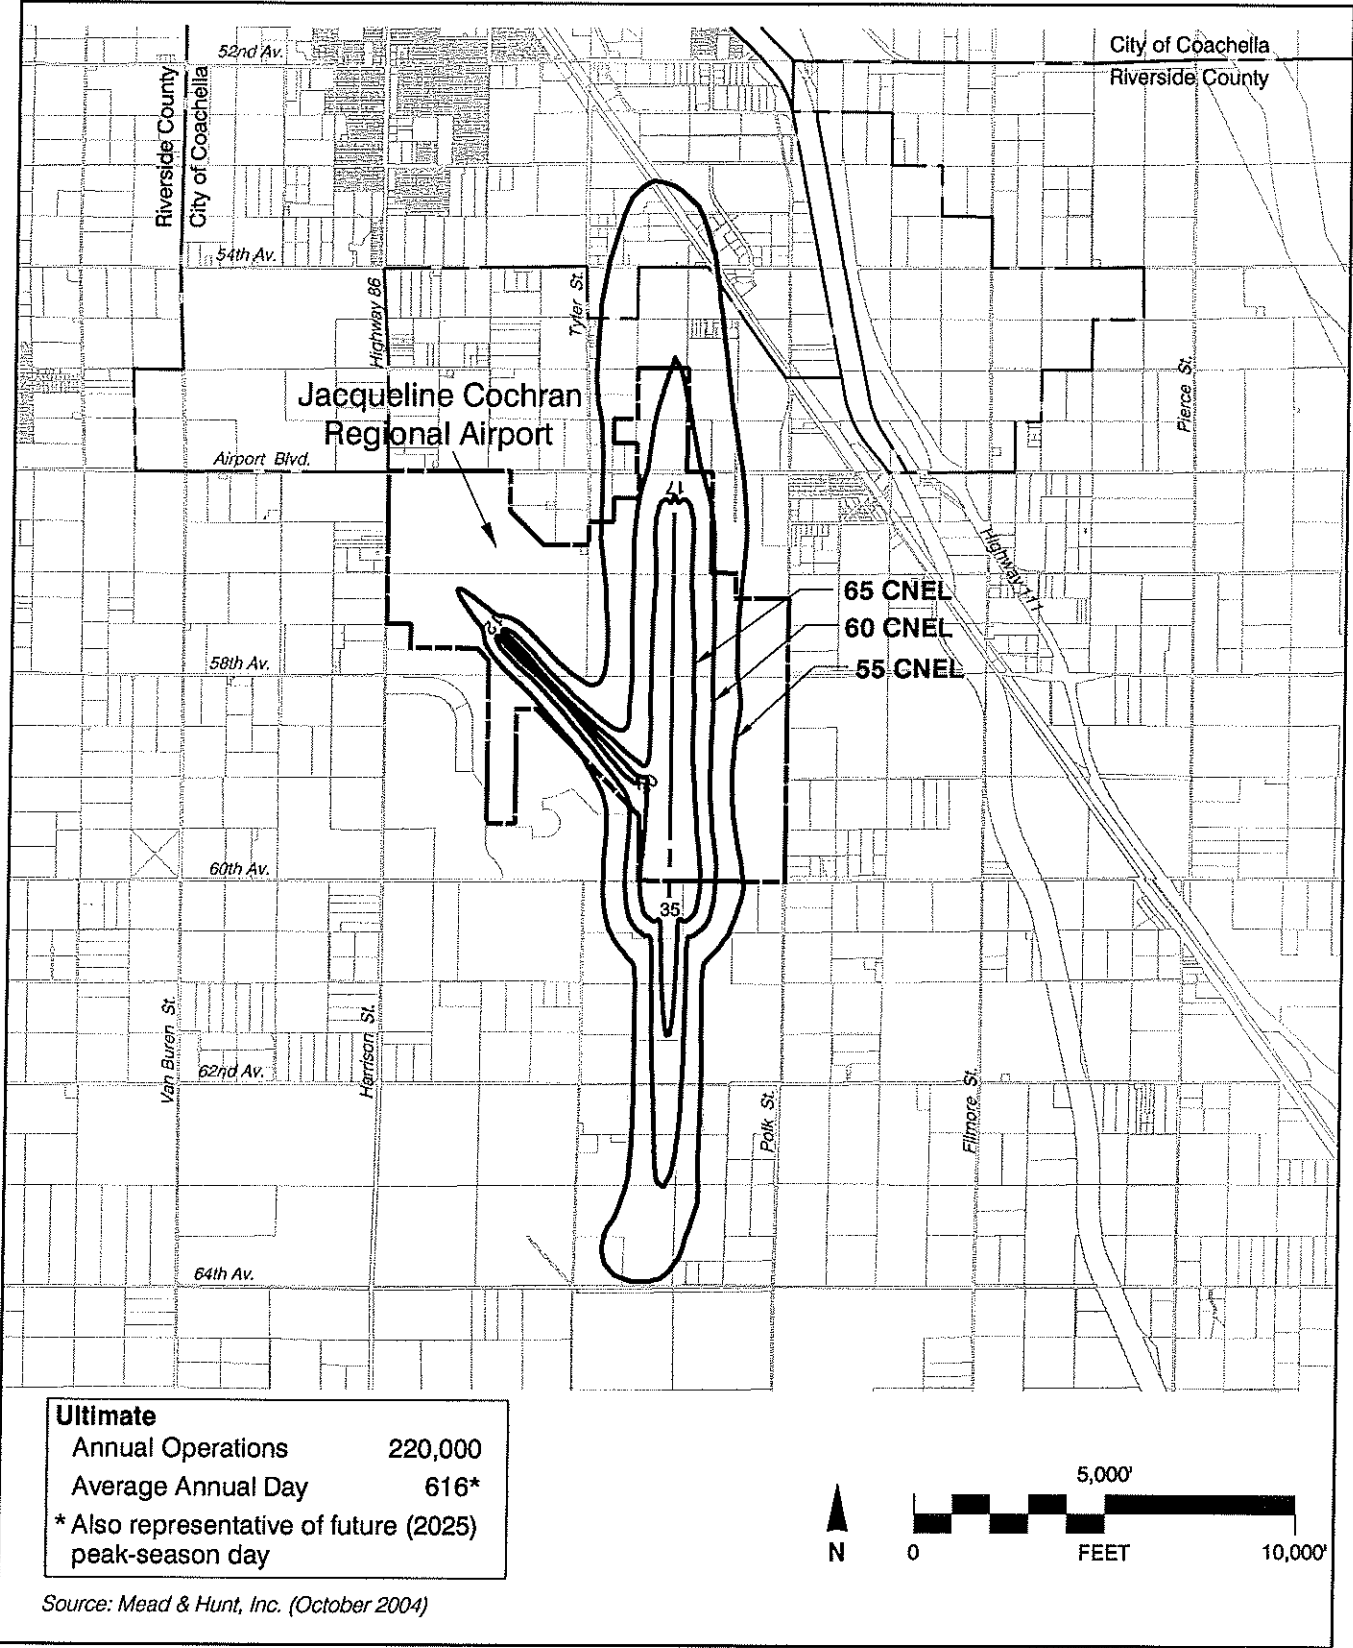 52nd Av.
City of Coachella
Riverside County
Riverside County
City of Coachella
54th Av.
Highway 86
Tyler St.
Pierce St.
Jacqueline Cochran
Regional Airport
Airport Blvd.
17
Highway 111
65 CNEL
60 CNEL
55 CNEL
12
58th Av.
60th Av.
35
Van Buren St.
Harrison St.
62nd Av.
Polk St.
Fillmore St.
64th Av.
Ultimate
Annual Operations 220,000
Average Annual Day 616*
* Also representative of future (2025)
peak-season day
5,000'
N
0 FEET 10,000'
Source: Mead & Hunt, Inc. (October 2004)